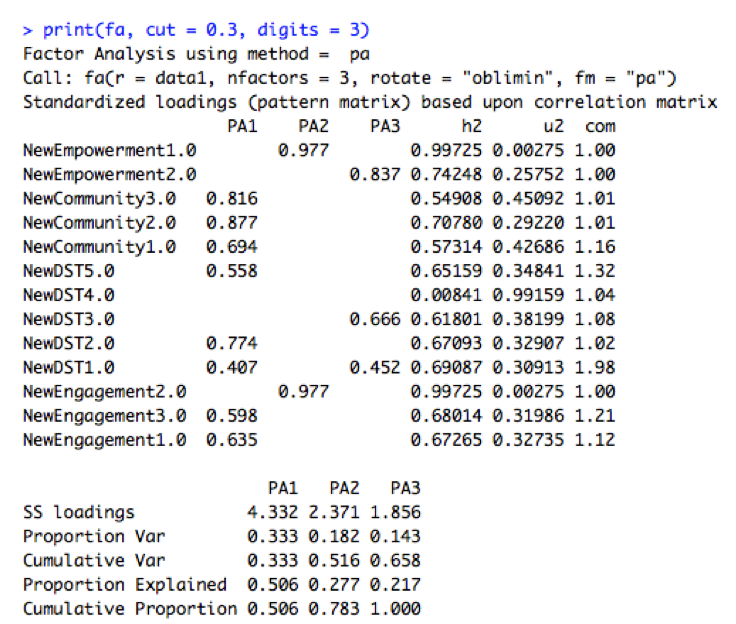 > print(fa, cut = 0.3, digits = 3)
Factor Analysis using method =  pa
Call: fa(r = data1, nfactors = 3, rotate = "oblimin", fm = "pa")
Standardized loadings (pattern matrix) based upon correlation matrix
                  PA1    PA2    PA3      h2      u2  com
NewEmpowerment1.0        0.977        0.99725 0.00275 1.00
NewEmpowerment2.0               0.837 0.74248 0.25752 1.00
NewCommunity3.0   0.816               0.54908 0.45092 1.01
NewCommunity2.0   0.877               0.70780 0.29220 1.01
NewCommunity1.0   0.694               0.57314 0.42686 1.16
NewDST5.0         0.558               0.65159 0.34841 1.32
NewDST4.0                             0.00841 0.99159 1.04
NewDST3.0                       0.666 0.61801 0.38199 1.08
NewDST2.0         0.774               0.67093 0.32907 1.02
NewDST1.0         0.407         0.452 0.69087 0.30913 1.98
NewEngagement2.0         0.977        0.99725 0.00275 1.00
NewEngagement3.0  0.598               0.68014 0.31986 1.21
NewEngagement1.0  0.635               0.67265 0.32735 1.12
                        PA1   PA2   PA3
SS loadings           4.332 2.371 1.856
Proportion Var        0.333 0.182 0.143
Cumulative Var        0.333 0.516 0.658
Proportion Explained  0.506 0.277 0.217
Cumulative Proportion 0.506 0.783 1.000